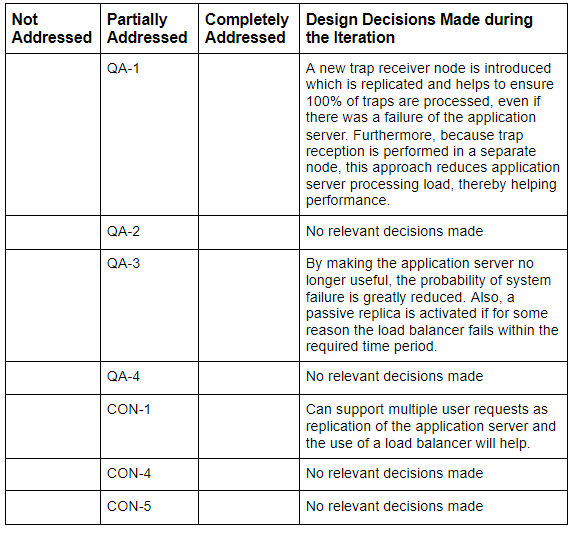 Not Addressed
Partially Addressed
Completely Addressed
Design Decisions Made during
the Iteration
QA-1
A new trap receiver node is introduced
which is replicated and helps to ensure
100% of traps are processed, even if
there was a failure of the application
server. Furthermore, because trap
reception is performed in a separate
node, this approach reduces application
server processing load, thereby helping
performance.
QA-2
No relevant decisions made
QA-3
By making the application server no
longer useful, the probability of system
failure is greatly reduced. Also, a
passive replica is activated if for some
reason the load balancer fails within the
required time period.
QA-4
No relevant decisions made
CON-1
Can support multiple user requests as
replication of the application server and
the use of a load balancer will help.
CON-4
No relevant decisions made
CON-5
No relevant decisions made